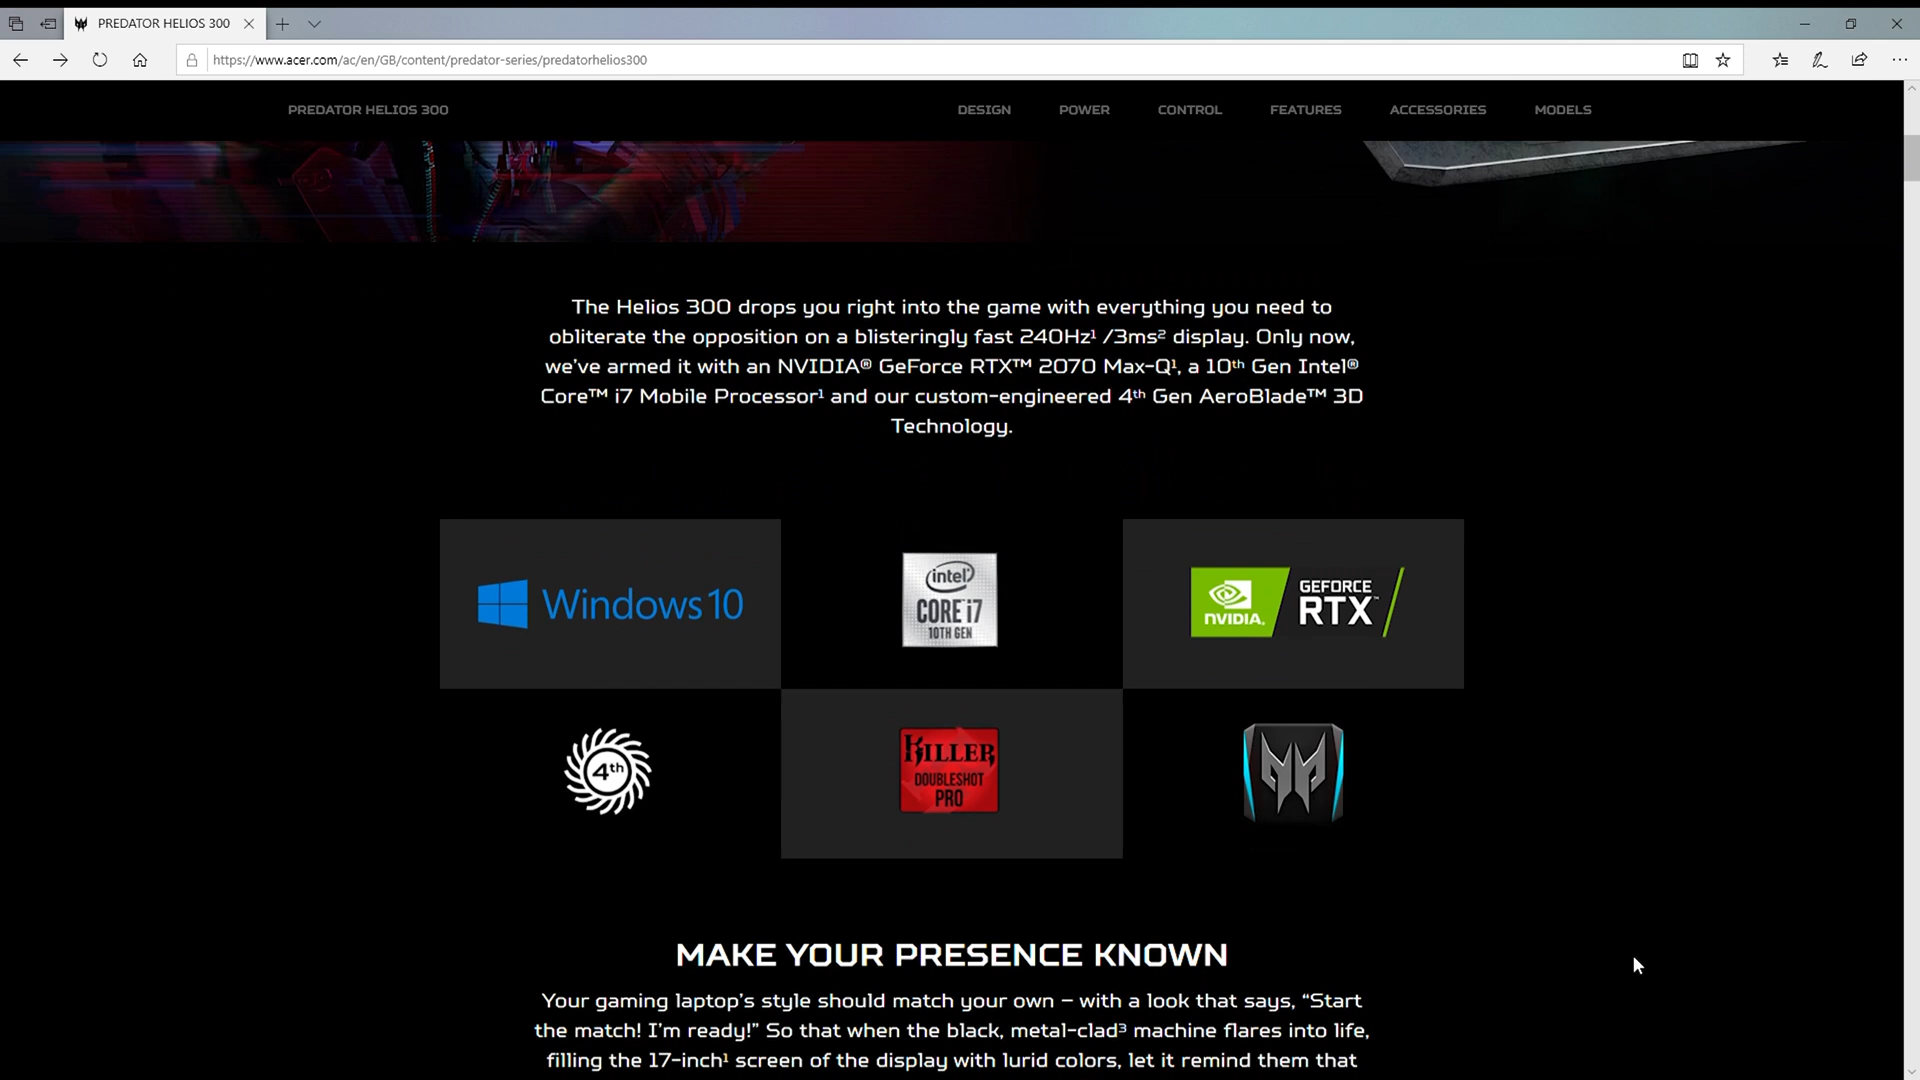 PREDATOR HELIOS 300
https://www.acer.com/ac/en/GB/content/predator-series/predatorhelios300
PREDATOR HELIOS 300 DESIGN POWER CONTROL FEATURES ACCESSORIES MODELS
The Helios 300 drops you right into the game with everything you need to
obliterate the opposition on a blisteringly fast 240Hz¹ /3ms² display. Only now,
we've armed it with an NVIDIA® GeForce RTX™ 2070 Max-Q¹, a 10th Gen Intel®
Core™ i7 Mobile Processor¹ and our custom-engineered 4th Gen AeroBlade™ 3D
Technology.
Windows 10
intel®
CORE™ i7
10TH GEN
NVIDIA.
GEFORCE
RTX™
4th
KILLER
DOUBLESHOT
PRO
MAKE YOUR PRESENCE KNOWN
Your gaming laptop's style should match your own – with a look that says, “Start
the match! I'm ready!” So that when the black, metal-clad³ machine flares into life,
filling the 17-inch¹ screen of the display with lurid colors, let it remind them that